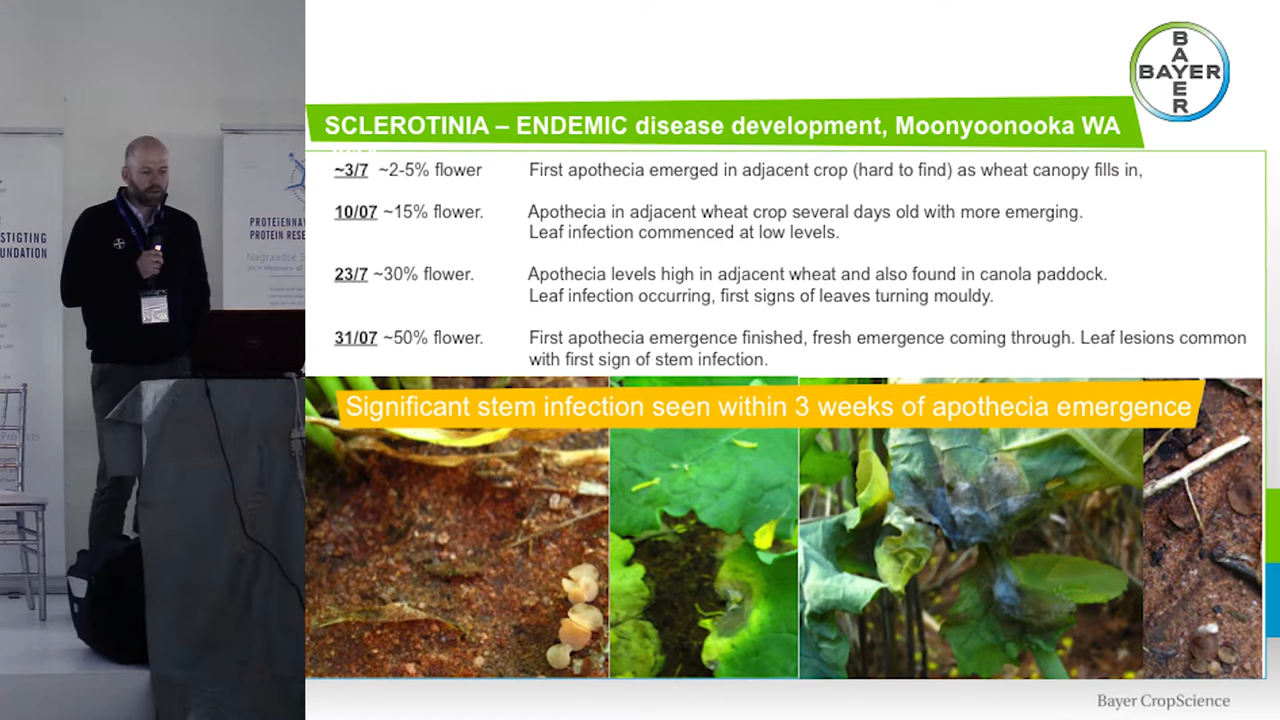 BAYER
BAYER
SCLEROTINIA – ENDEMIC disease development, Moonyoonooka WA
~3/7 ~2-5% flower First apothecia emerged in adjacent crop (hard to find) as wheat canopy fills in,
10/07 ~15% flower. Apothecia in adjacent wheat crop several days old with more emerging.
Leaf infection commenced at low levels.
23/7 ~30% flower. Apothecia levels high in adjacent wheat and also found in canola paddock.
Leaf infection occurring, first signs of leaves turning mouldy.
31/07 ~50% flower. First apothecia emergence finished, fresh emergence coming through. Leaf lesions common
with first sign of stem infection.
Significant stem infection seen within 3 weeks of apothecia emergence
Bayer CropScience
STIGTING
UNDATION
PROTEïENNAV
PROTEIN RESE
Nagraadse S